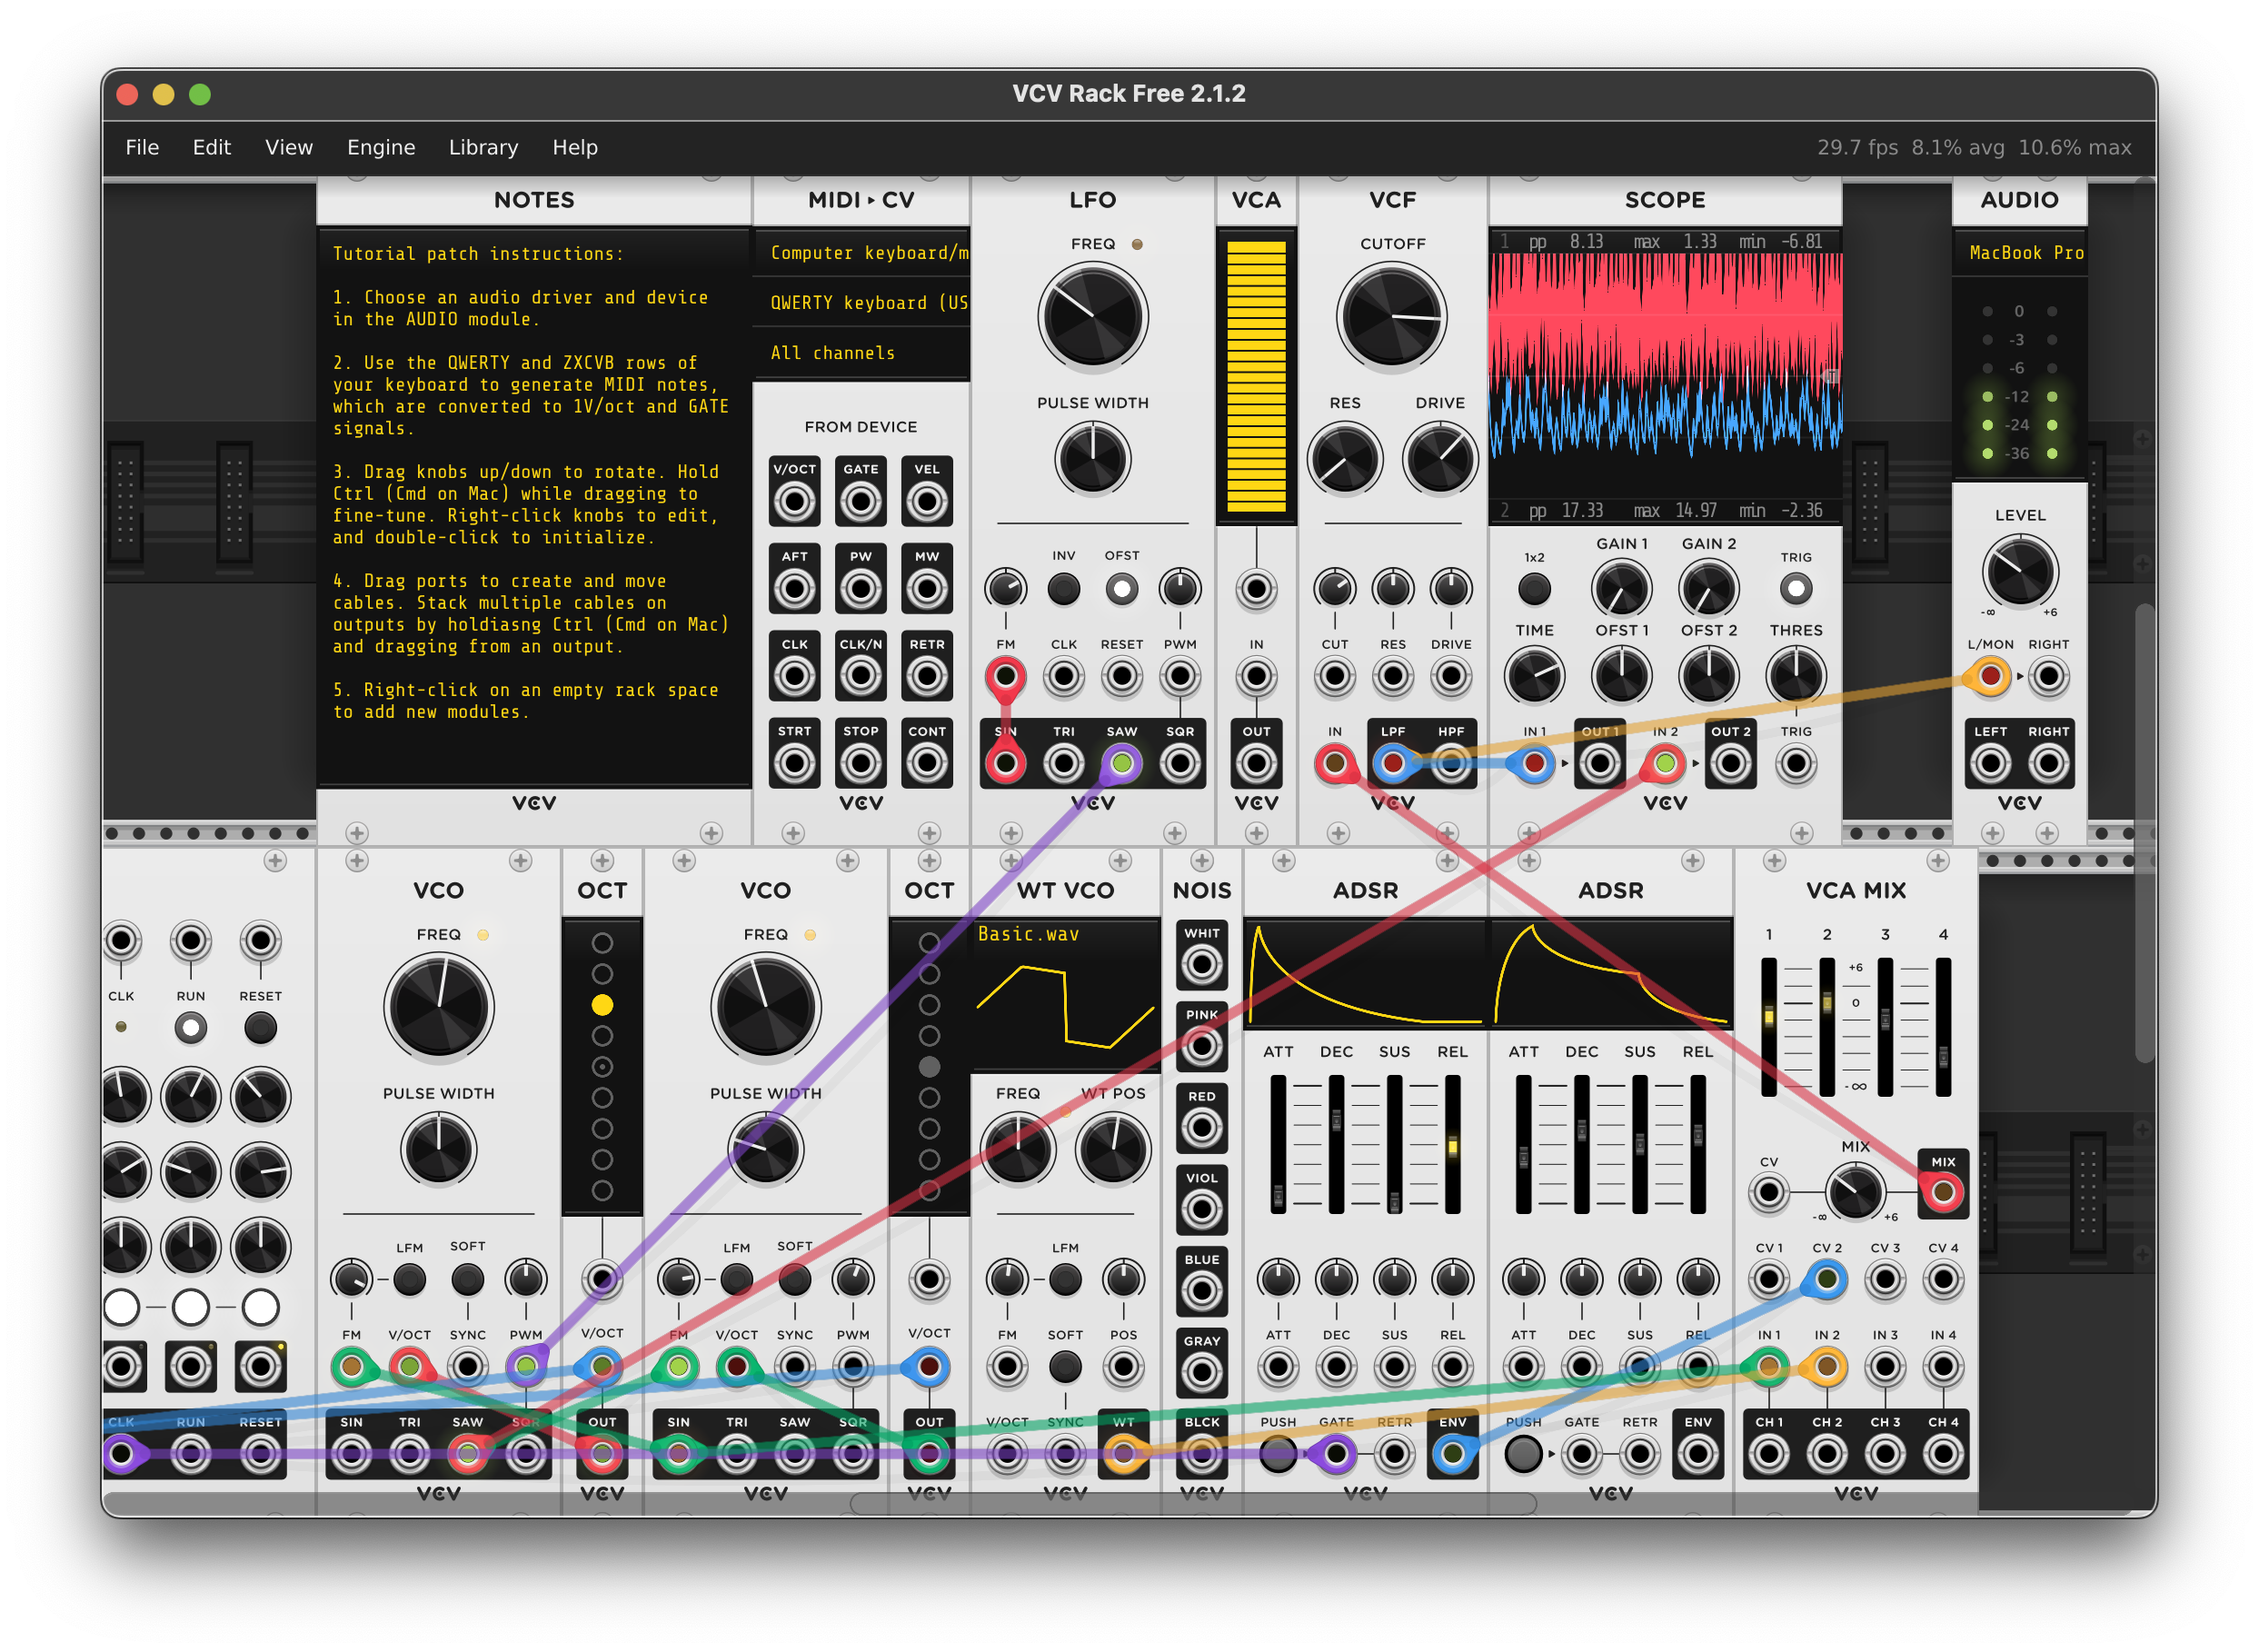 VCV Rack Free 2.1.2
File Edit View Engine Library Help
29.7 fps 8.1% avg 10.6% max
NOTES
Tutorial patch instructions:
1. Choose an audio driver and device
in the AUDIO module.
2. Use the QWERTY and ZXCVB rows of
your keyboard to generate MIDI notes,
which are converted to 1V/oct and GATE
signals.
3. Drag knobs up/down to rotate. Hold
Ctrl (Cmd on Mac) while dragging to
fine-tune. Right-click knobs to edit,
and double-click to initialize.
4. Drag ports to create and move
cables. Stack multiple cables on
outputs by holdiasng Ctrl (Cmd on Mac)
and dragging from an output.
5. Right-click on an empty rack space
to add new modules.
VCV
MIDI ▸ CV
Computer keyboard/m
QWERTY keyboard (US
All channels
FROM DEVICE
V/OCT GATE VEL
AFT PW MW
CLK CLK/N RETR
STRT STOP CONT
VCV
LFO
FREQ
PULSE WIDTH
INV OFST
FM CLK RESET PWM
SIN TRI SAW SQR
VCV
VCA
IN
OUT
VCV
VCF
CUTOFF
RES DRIVE
CUT RES DRIVE
IN LPF HPF
VCV
SCOPE
1 pp 8.13 max 1.33 min -6.81
T
2 pp 17.33 max 14.97 min -2.36
1x2 GAIN 1 GAIN 2 TRIG
TIME OFST 1 OFST 2 THRES
IN 1 OUT 1 IN 2 OUT 2 TRIG
VCV
AUDIO
MacBook Pro
0
-3
-6
-12
-24
-36
LEVEL
-∞ +6
L/MON RIGHT
LEFT RIGHT
VCV
CLK RUN RESET
CLK RUN RESET
VCO
FREQ
PULSE WIDTH
LFM SOFT
FM V/OCT SYNC PWM
SIN TRI SAW SQR
VCV
OCT
V/OCT
OUT
VCV
VCO
FREQ
PULSE WIDTH
LFM SOFT
FM V/OCT SYNC PWM
SIN TRI SAW SQR
VCV
OCT
V/OCT
OUT
VCV
WT VCO
Basic.wav
FREQ WT POS
LFM
FM SOFT POS
V/OCT SYNC WT
VCV
NOIS
WHIT
PINK
RED
VIOL
BLUE
GRAY
BLCK
VCV
ADSR
ATT DEC SUS REL
ATT DEC SUS REL
PUSH GATE RETR ENV
VCV
ADSR
ATT DEC SUS REL
ATT DEC SUS REL
PUSH GATE RETR ENV
VCV
VCA MIX
1 2 3 4
+6
0
-∞
MIX
CV MIX
-∞ +6
CV 1 CV 2 CV 3 CV 4
IN 1 IN 2 IN 3 IN 4
CH 1 CH 2 CH 3 CH 4
VCV